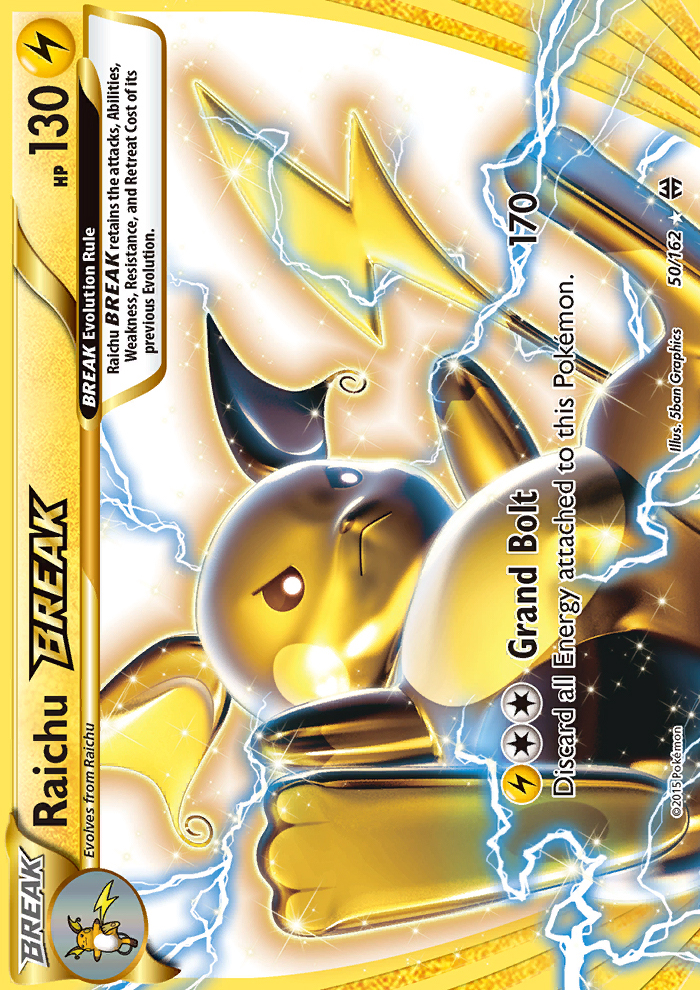 BREAK
Raichu BREAK
HP 130
Evolves from Raichu
BREAK Evolution Rule
Raichu BREAK retains the attacks, Abilities,
Weakness, Resistance, and Retreat Cost of its
previous Evolution.
Grand Bolt 170
Discard all Energy attached to this Pokémon.
©2015 Pokémon
Illus. 5ban Graphics
50/162